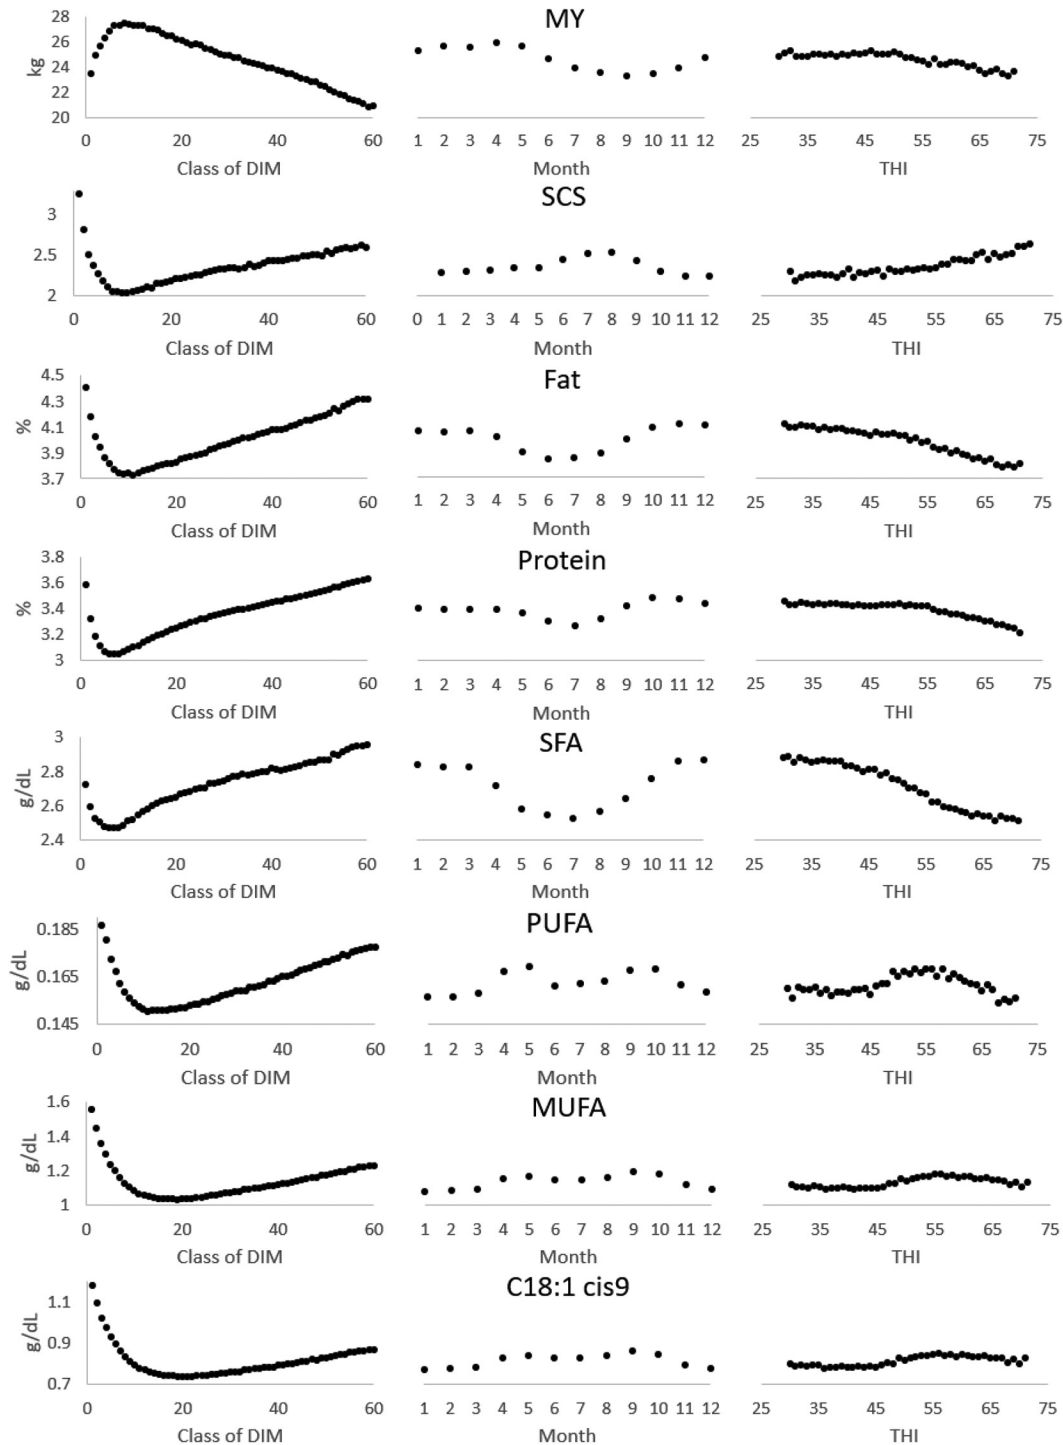 MY
28
26
24
22
20
kg
0 20 40 60
1 2 3 4 5 6 7 8 9 10 11 12
25 35 45 55 65 75
Class of DIM Month THI
SCS
3
2.5
2
0 20 40 60
0 1 2 3 4 5 6 7 8 9 10 11 12
25 35 45 55 65 75
Class of DIM Month THI
Fat
4.5
4.3
4.1
3.9
3.7
%
0 20 40 60
1 2 3 4 5 6 7 8 9 10 11 12
25 35 45 55 65 75
Class of DIM Month THI
Protein
3.8
3.6
3.4
3.2
3
%
0 20 40 60
1 2 3 4 5 6 7 8 9 10 11 12
25 35 45 55 65 75
Class of DIM Month THI
SFA
3
2.8
2.6
2.4
g/dL
0 20 40 60
1 2 3 4 5 6 7 8 9 10 11 12
25 35 45 55 65 75
Class of DIM Month THI
PUFA
0.185
0.165
0.145
g/dL
0 20 40 60
1 2 3 4 5 6 7 8 9 10 11 12
25 35 45 55 65 75
Class of DIM Month THI
MUFA
1.6
1.4
1.2
1
g/dL
0 20 40 60
1 2 3 4 5 6 7 8 9 10 11 12
25 35 45 55 65 75
Class of DIM Month THI
C18:1 cis9
1.1
0.9
0.7
g/dL
0 20 40 60
1 2 3 4 5 6 7 8 9 10 11 12
25 35 45 55 65 75
Class of DIM Month THI